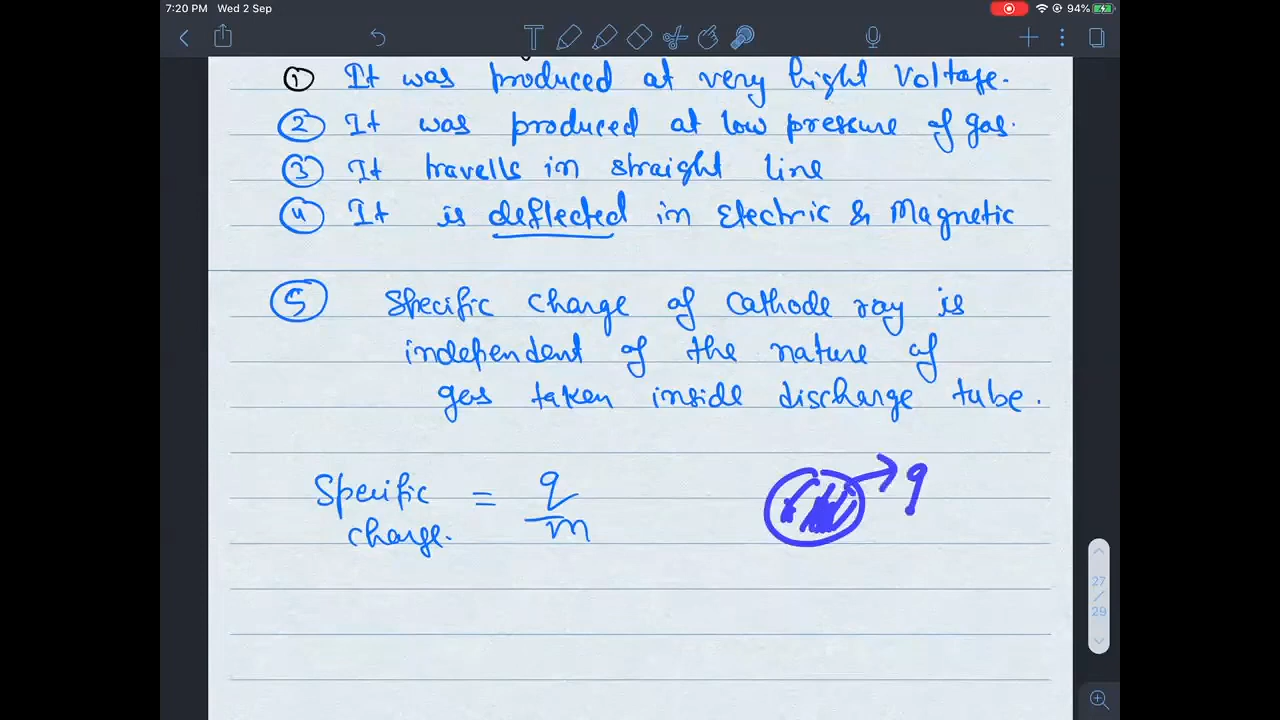 7:20 PM Wed 2 Sep 94%
T
① It was produced at very hight Voltage.
② It was produced at low pressure of gas.
③ It travells in straight line
④ It is deflected in Electric & Magnetic
⑤ Specific charge of Cathode ray is
independent of the nature of
gas taken inside discharge tube.
Specific charge. = q/m
q
27
/
29